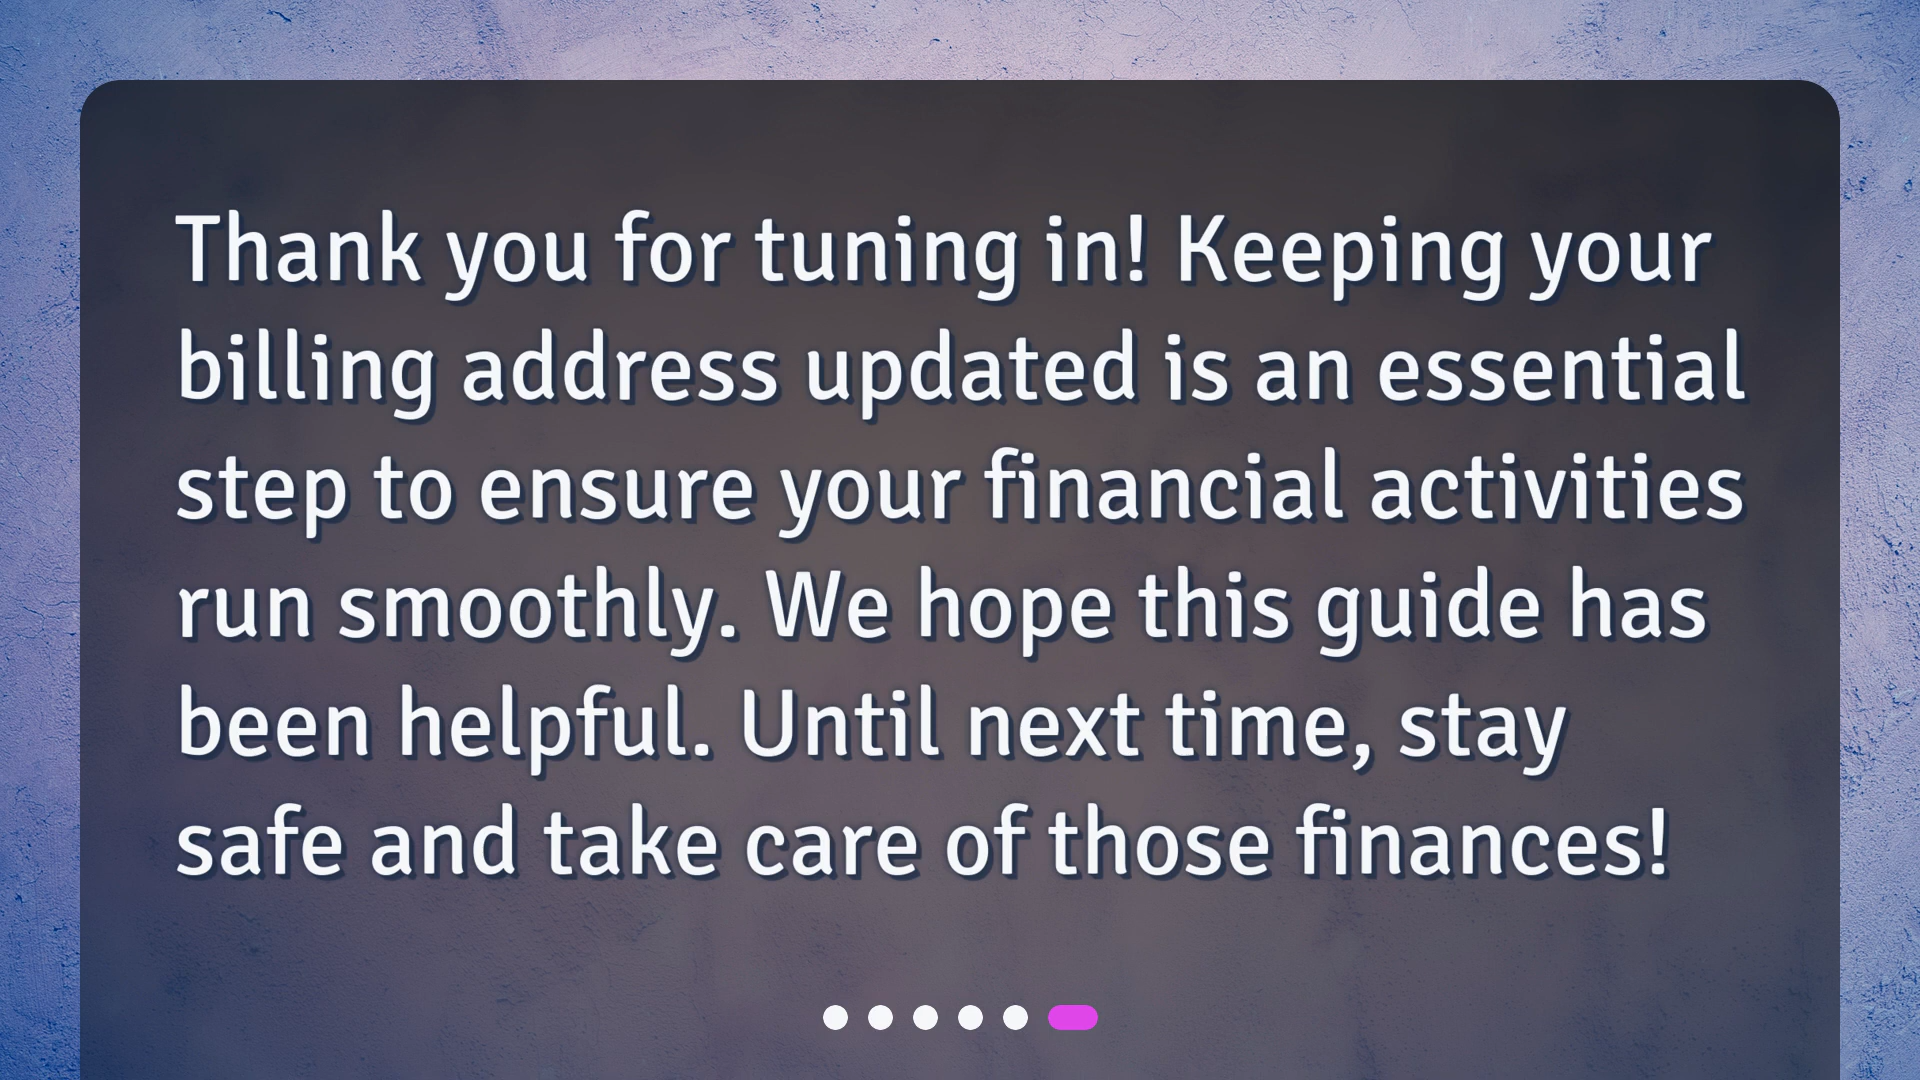 Thank you for tuning in! Keeping your
billing address updated is an essential
step to ensure your financial activities
run smoothly. We hope this guide has
been helpful. Until next time, stay
safe and take care of those finances!